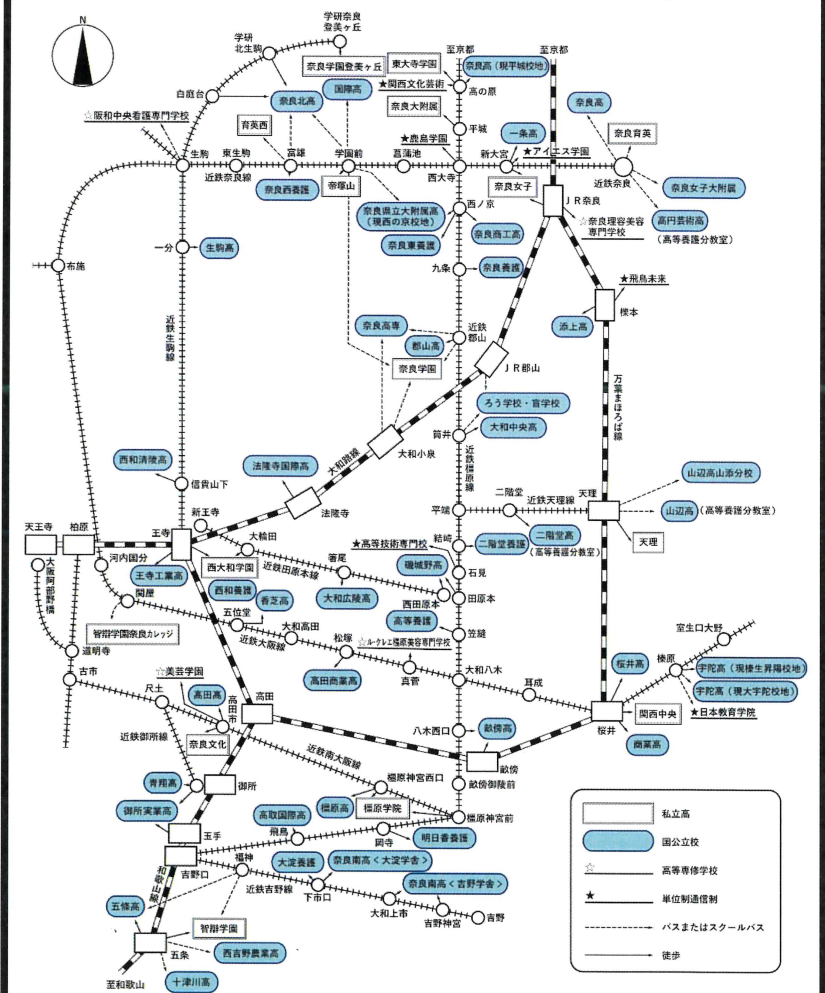 N
学研奈良
登美ヶ丘
学研
北生駒
奈良学園登美ヶ丘
至京都
至京都
東大寺学園
奈良高(現平城校地)
★関西文化芸術
高の原
白庭台
奈良北高
国際高
奈良大附属
奈良高
☆阪和中央看護専門学校
育英西
平城
★鹿島学園
一条高
奈良育英
★アイエス学園
生駒
東生駒
富雄
学園前
菖蒲池
西大寺
新大宮
近鉄奈良
近鉄奈良線
奈良西養護
帝塚山
奈良女子
奈良女子大附属
JR奈良
奈良県立大附属高
(現西の京校地)
西ノ京
奈良商工高
奈良東養護
☆奈良理容美容
専門学校
高円芸術高
(高等養護分教室)
一分
生駒高
布施
九条
奈良養護
★飛鳥未来
櫟本
添上高
近鉄生駒線
奈良高専
郡山高
近鉄
郡山
奈良学園
JR郡山
万葉まほろば線
ろう学校・盲学校
大和中央高
筒井
大和小泉
大和路線
近鉄橿原線
西和清陵高
信貴山下
法隆寺国際高
法隆寺
山辺高山添分校
平端
二階堂
近鉄天理線
天理
山辺高
(高等養護分教室)
天理
新王寺
天王寺
柏原
王寺
大輪田
結崎
二階堂養護
二階堂高
(高等養護分教室)
★高等技術専門校
河内国分
西大和学園
近鉄田原本線
箸尾
磯城野高
石見
大阪阿部野橋
王寺工業高
関屋
西和養護
香芝高
大和広陵高
西田原本
田原本
高等養護
笠縫
智辯学園奈良カレッジ
五位堂
近鉄大阪線
大和高田
松塚
☆ル・クレエ橿原美容専門学校
室生口大野
道明寺
古市
☆美芸学園
高田商業高
真菅
大和八木
耳成
桜井高
榛原
宇陀高(現榛生昇陽校地)
宇陀高(現大宇陀校地)
★日本教育学院
尺土
高田高
高田市
高田
関西中央
桜井
商業高
近鉄御所線
奈良文化
近鉄南大阪線
八木西口
畝傍高
畝傍
青翔高
御所
橿原神宮西口
畝傍御陵前
御所実業高
高取国際高
橿原高
橿原学院
橿原神宮前
玉手
飛鳥
岡寺
明日香養護
吉野口
福神
大淀養護
奈良南高<大淀学舎>
近鉄吉野線
下市口
奈良南高<吉野学舎>
和歌山線
五條高
大和上市
吉野神宮
吉野
智辯学園
五条
西吉野農業高
至和歌山
十津川高
私立高
国公立校
☆
高等専修学校
★
単位制通信制
バスまたはスクールバス
徒歩